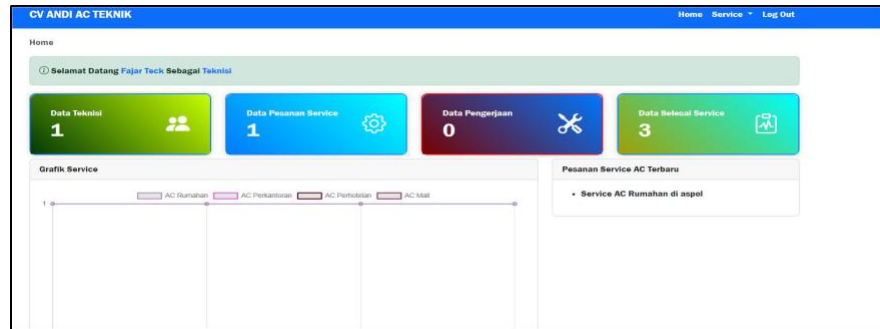 CV ANDI AC TEKNIK
Home Service Log Out
Home
Selamat Datang Fajar Teck Sebagai Teknisi
Data Teknisi
1
Data Pesanan Service
1
Data Pengerjaan
0
Data Selesai Service
3
Grafik Service
AC Rumahan AC Perkantoran AC Perhotelan AC Mall
1
Pesanan Service AC Terbaru
• Service AC Rumahan di aspol